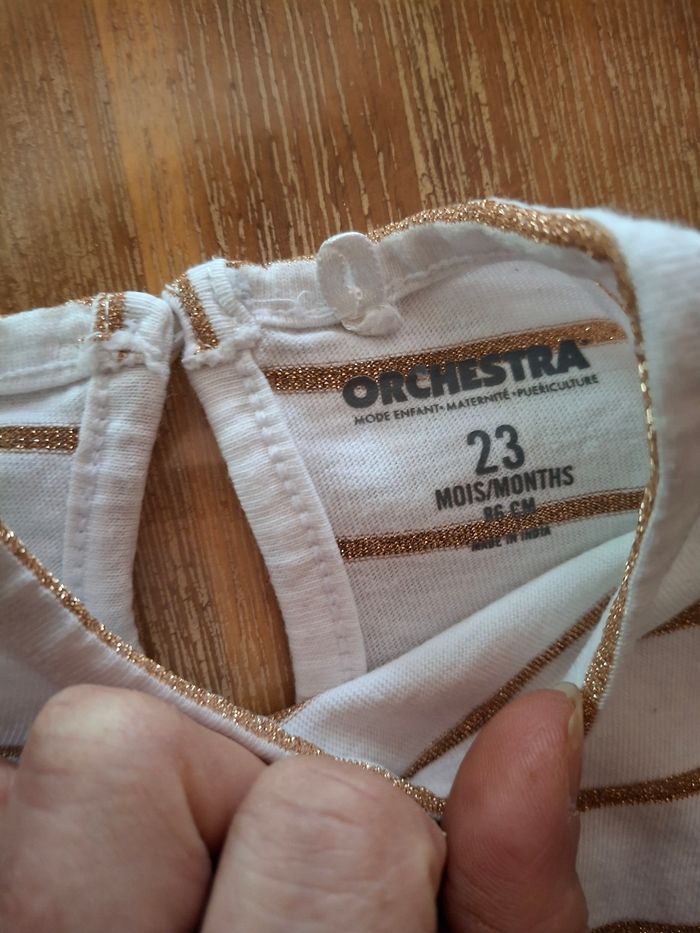 ORCHESTRA
MODE ENFANT • MATERNITÉ • PUÉRICULTURE
23
MOIS/MONTHS
86 CM
MADE IN INDIA